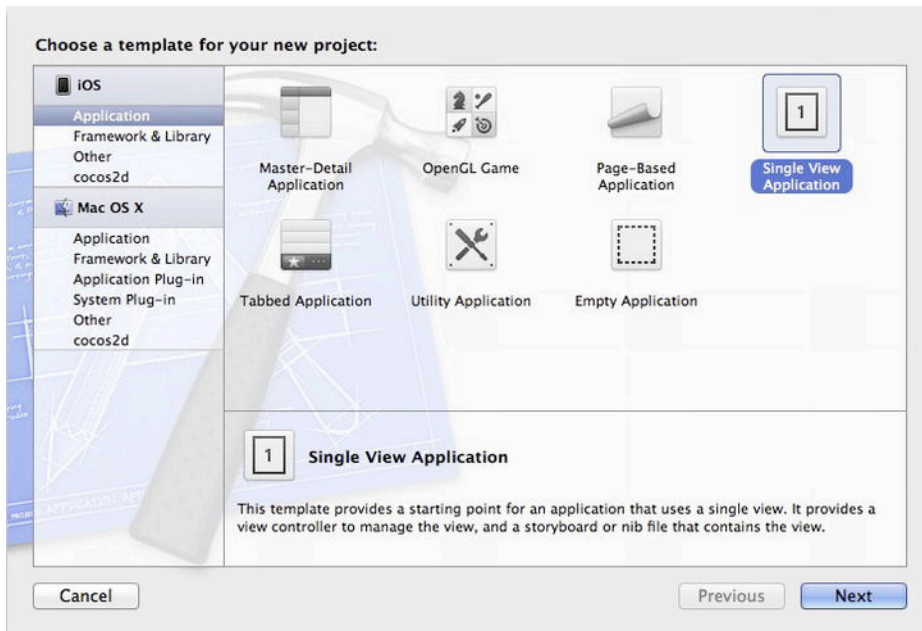 Choose a template for your new project:
iOS
Application
Framework & Library
Other
cocos2d
Mac OS X
Application
Framework & Library
Application Plug-in
System Plug-in
Other
cocos2d
Master-Detail
Application
OpenGL Game
Page-Based
Application
1
Single View
Application
Tabbed Application
Utility Application
Empty Application
1
Single View Application
This template provides a starting point for an application that uses a single view. It provides a
view controller to manage the view, and a storyboard or nib file that contains the view.
Cancel
Previous
Next